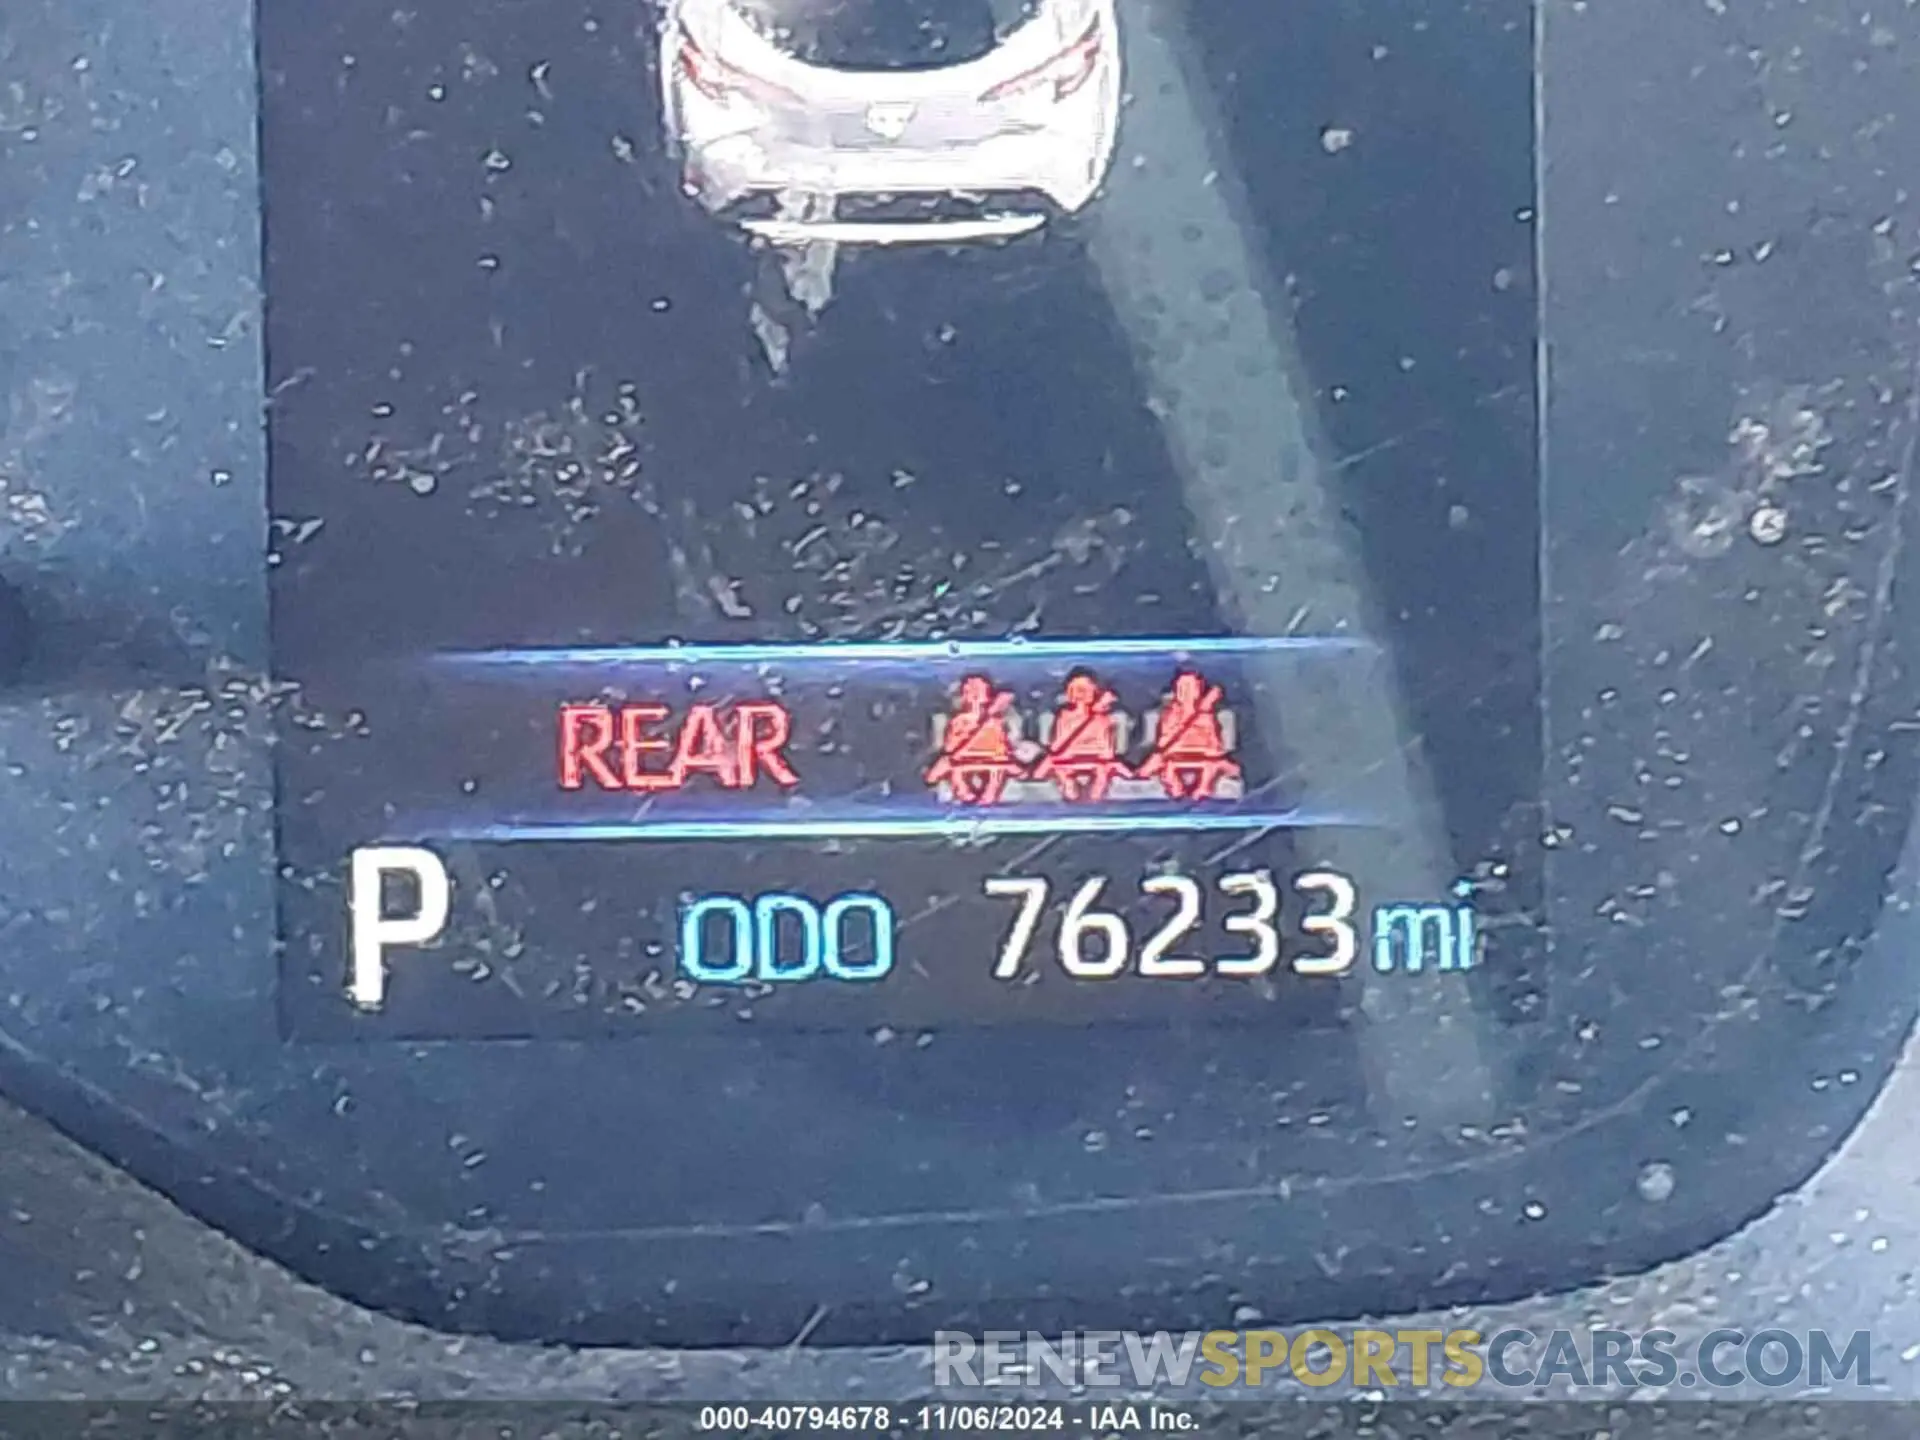 REAR
P ODO 76233 mi
RENEWSPORTSCARS.COM
000-40794678 - 11/06/2024 - IAA Inc.